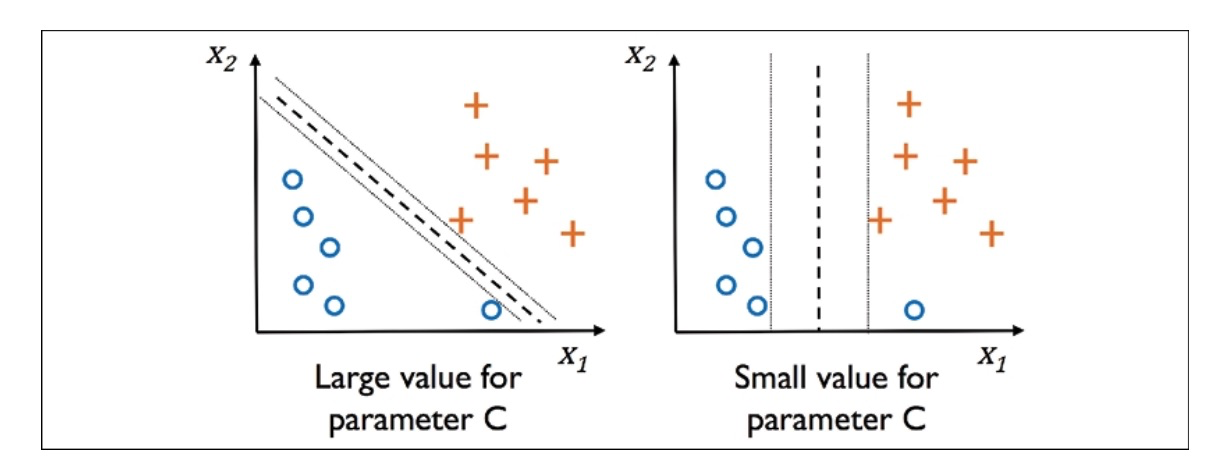 x2
x1
Large value for
parameter C
x2
x1
Small value for
parameter C